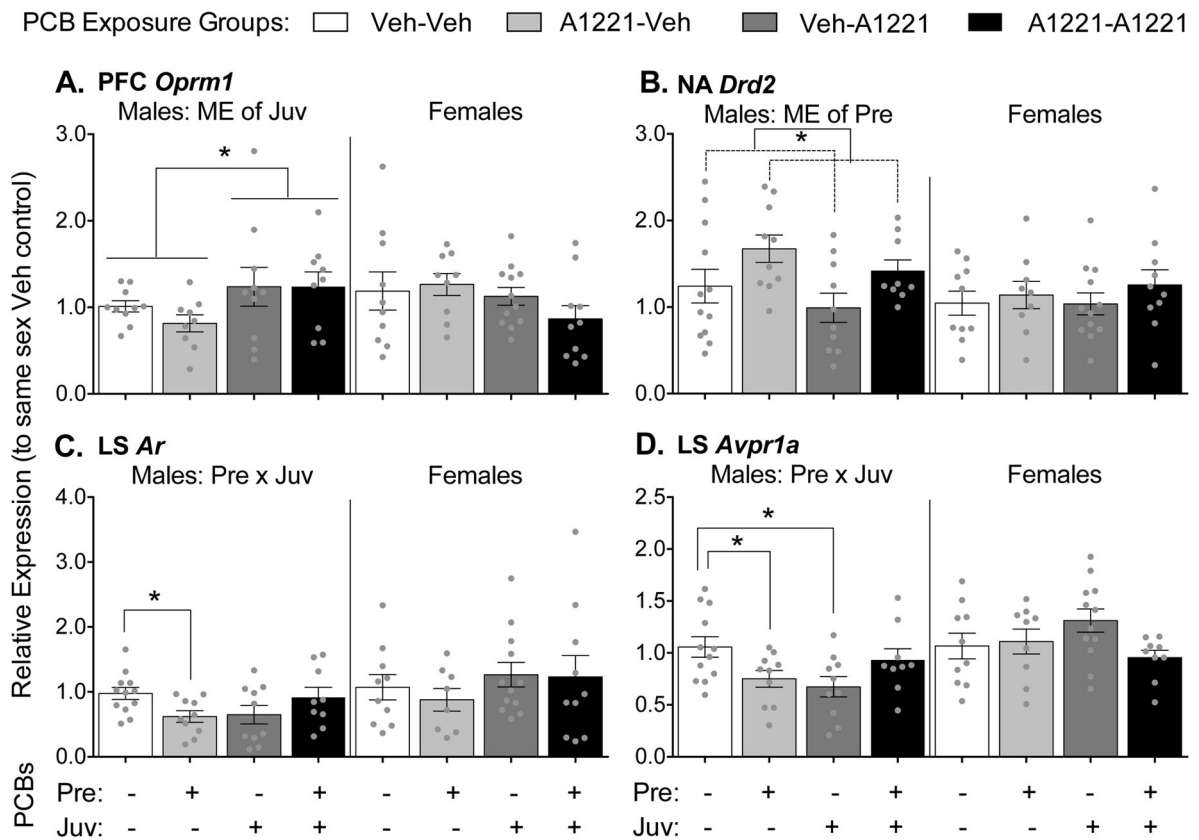 PCB Exposure Groups: Veh-Veh A1221-Veh Veh-A1221 A1221-A1221
A. PFC Oprm1
Males: ME of Juv Females
3.0
2.0
1.0
0.0
*
B. NA Drd2
Males: ME of Pre Females
3.0
2.0
1.0
0.0
*
Relative Expression (to same sex Veh control)
C. LS Ar
Males: Pre x Juv Females
4.0
3.0
2.0
1.0
0.0
*
D. LS Avpr1a
Males: Pre x Juv Females
2.5
2.0
1.5
1.0
0.5
0.0
*
*
PCBs
Pre: - + - + - + - + - + - + - + - +
Juv: - - + + - - + + - - + + - - + +